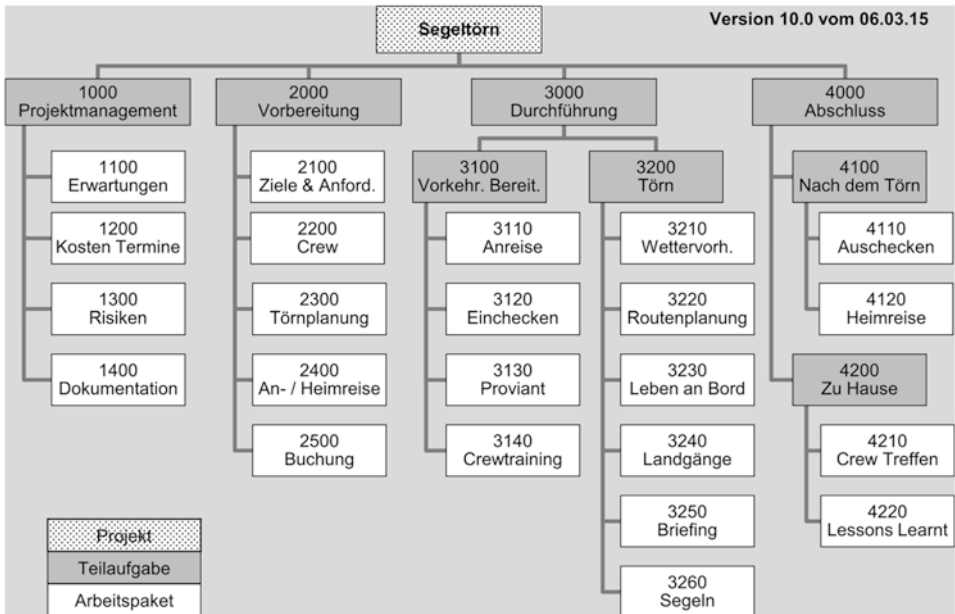 Segeltörn
Version 10.0 vom 06.03.15
1000
Projektmanagement
1100
Erwartungen
1200
Kosten Termine
1300
Risiken
1400
Dokumentation
2000
Vorbereitung
2100
Ziele & Anford.
2200
Crew
2300
Törnplanung
2400
An- / Heimreise
2500
Buchung
3000
Durchführung
3100
Vorkehr. Bereit.
3110
Anreise
3120
Einchecken
3130
Proviant
3140
Crewtraining
3200
Törn
3210
Wettervorh.
3220
Routenplanung
3230
Leben an Bord
3240
Landgänge
3250
Briefing
3260
Segeln
4000
Abschluss
4100
Nach dem Törn
4110
Auschecken
4120
Heimreise
4200
Zu Hause
4210
Crew Treffen
4220
Lessons Learnt
Projekt
Teilaufgabe
Arbeitspaket